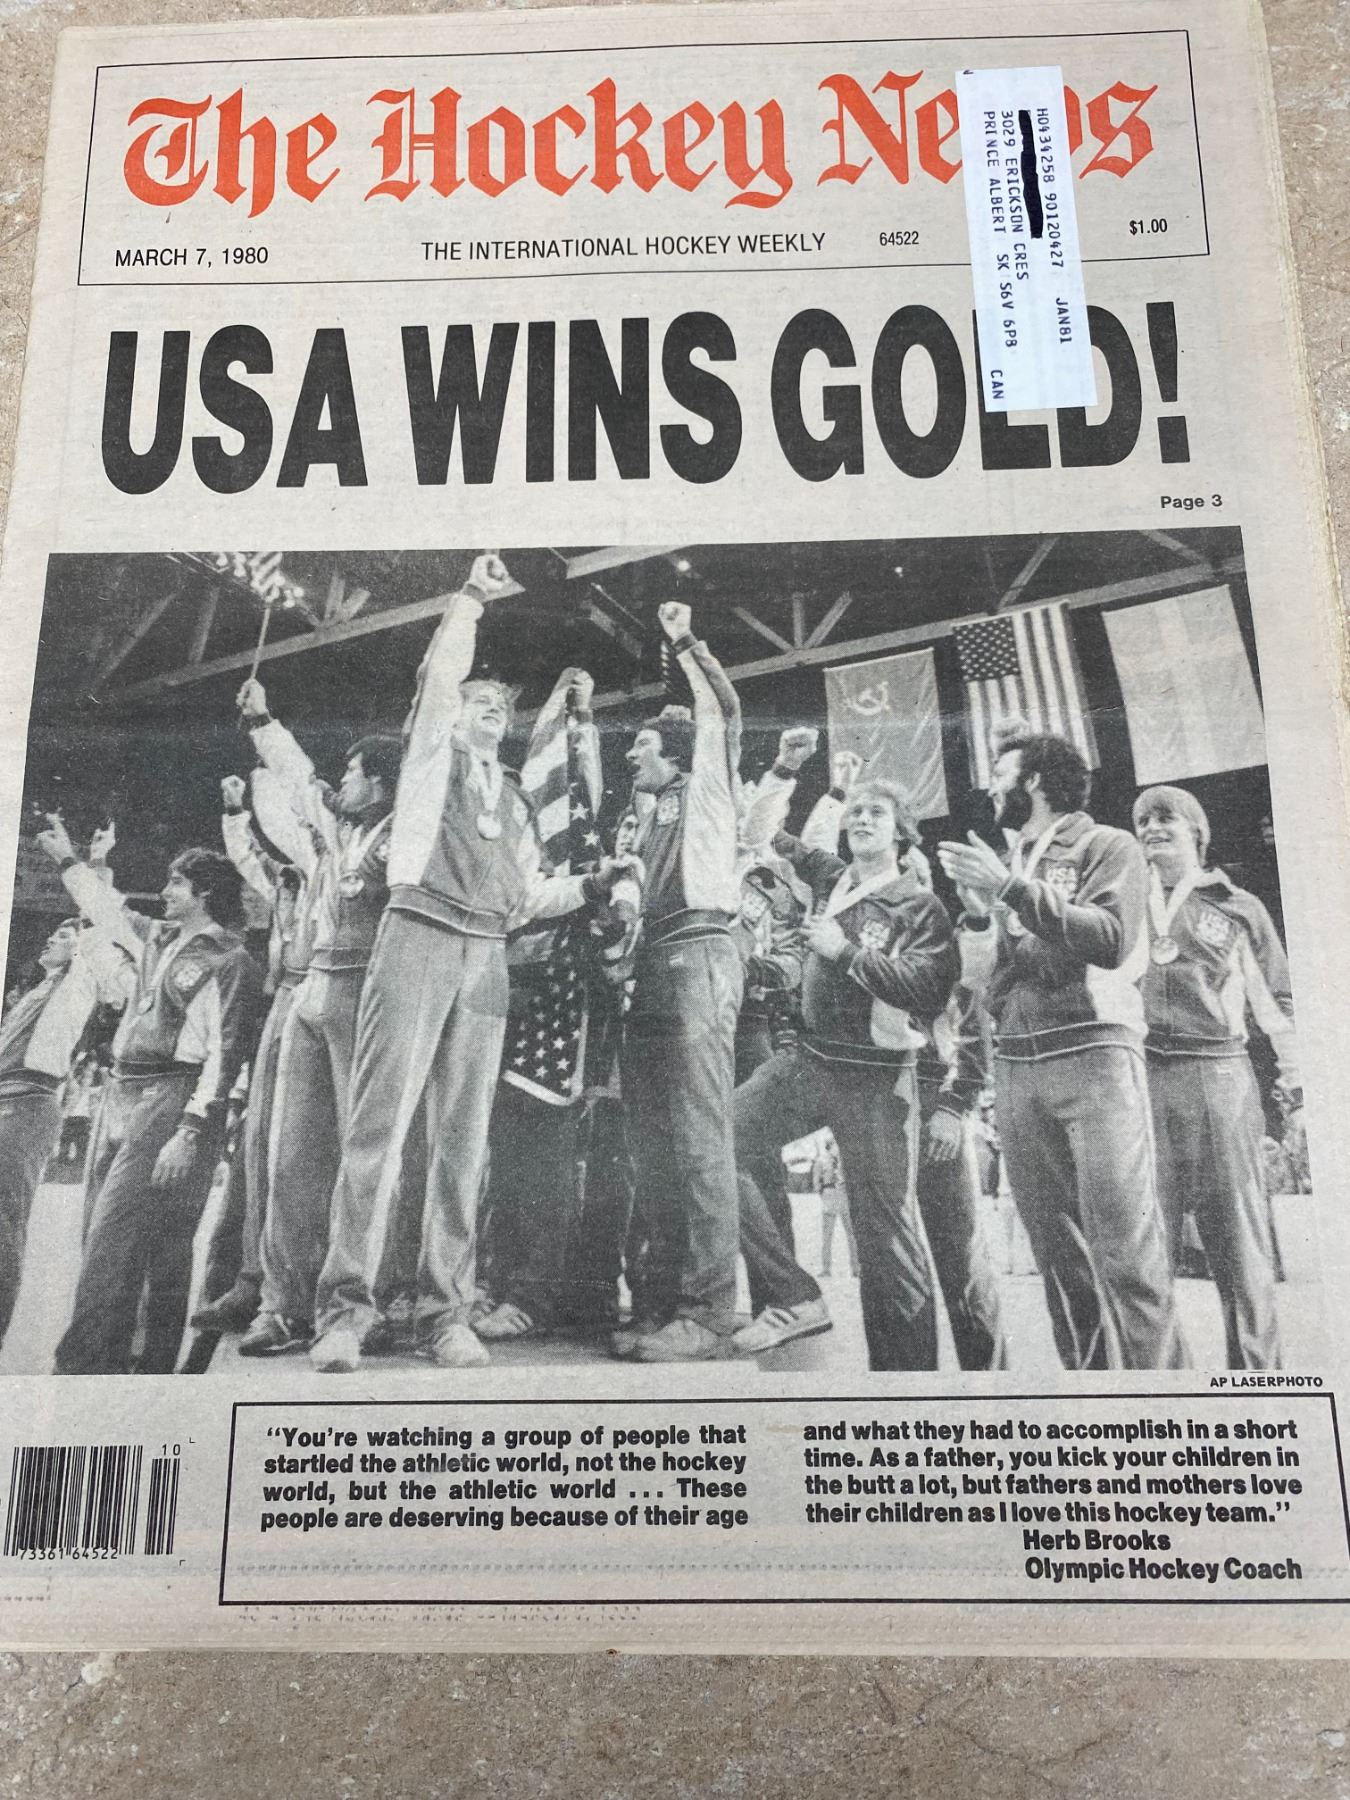 The Hockey News
MARCH 7, 1980
THE INTERNATIONAL HOCKEY WEEKLY
64522
$1.00
H0434258 90120427 JAN81
3029 ERICKSON CRES
PRINCE ALBERT SK S6V 6P8 CAN
USA WINS GOLD!
Page 3
USA
USA
AP LASERPHOTO
10
73361 64522
“You’re watching a group of people that
startled the athletic world, not the hockey
world, but the athletic world ... These
people are deserving because of their age
and what they had to accomplish in a short
time. As a father, you kick your children in
the butt a lot, but fathers and mothers love
their children as I love this hockey team.”
Herb Brooks
Olympic Hockey Coach